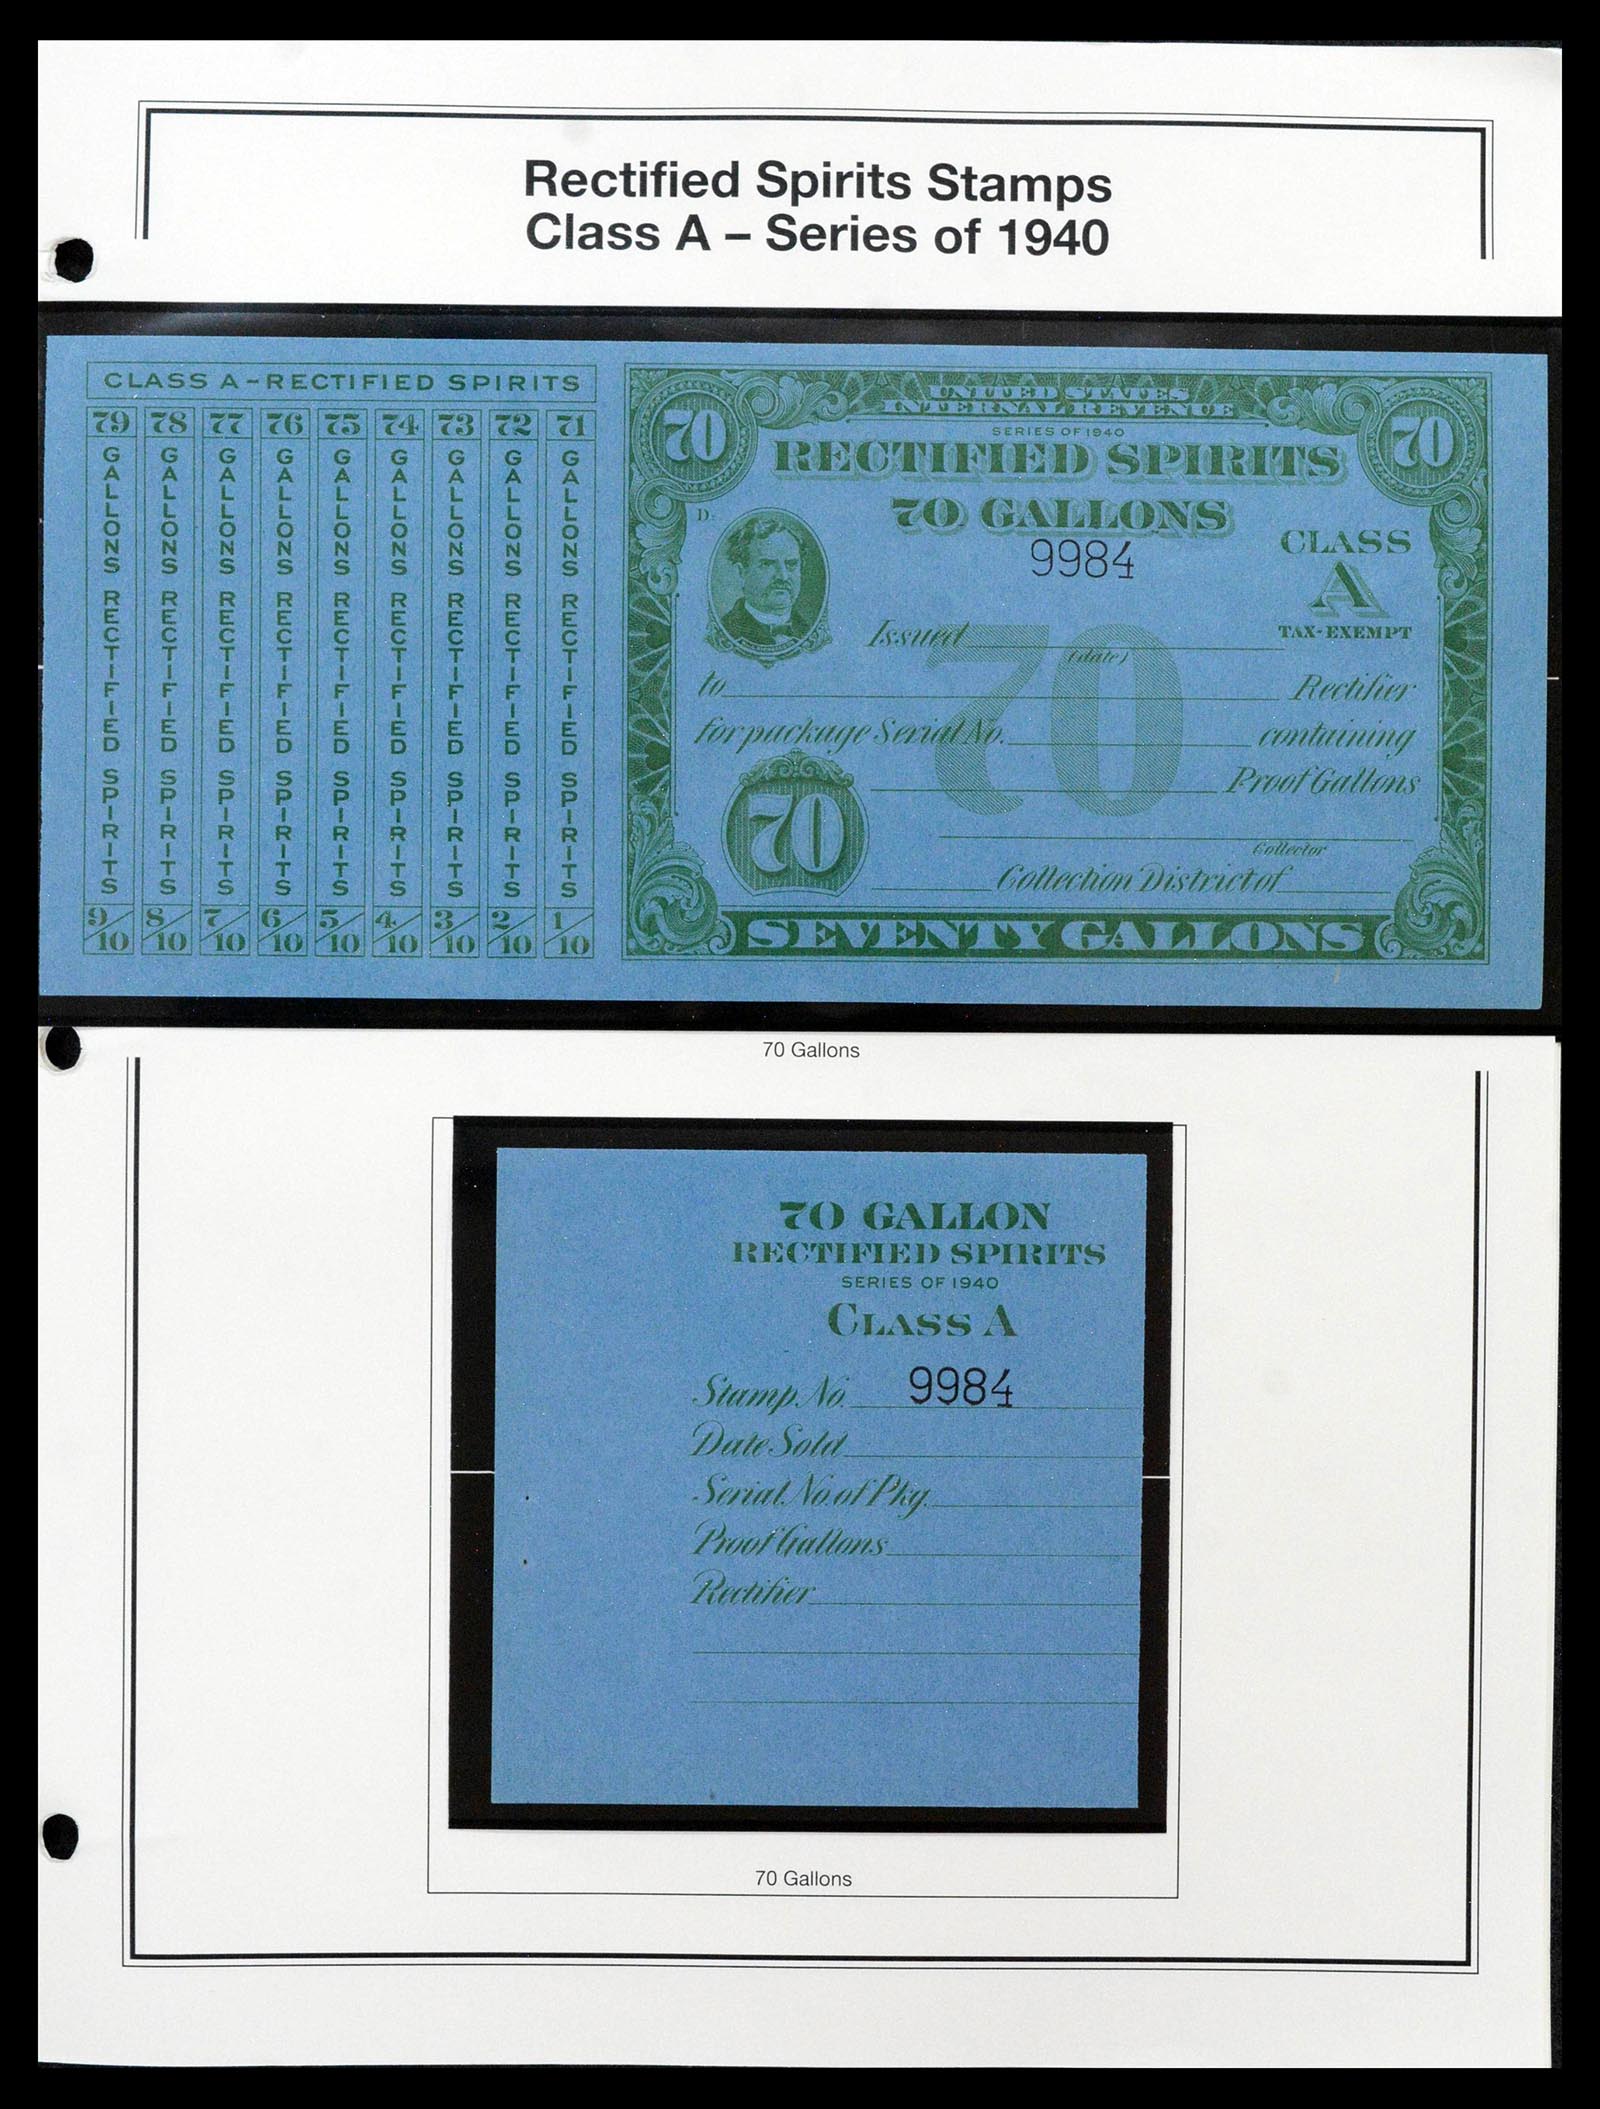 Rectified Spirits Stamps
Class A – Series of 1940
CLASS A-RECTIFIED SPIRITS
79 78 77 76 75 74 73 72 71
GALLONS RECTIFIED SPIRITS
GALLONS RECTIFIED SPIRITS
GALLONS RECTIFIED SPIRITS
GALLONS RECTIFIED SPIRITS
GALLONS RECTIFIED SPIRITS
GALLONS RECTIFIED SPIRITS
GALLONS RECTIFIED SPIRITS
GALLONS RECTIFIED SPIRITS
GALLONS RECTIFIED SPIRITS
9/10 8/10 7/10 6/10 5/10 4/10 3/10 2/10 1/10
70 UNITED STATES 70
INTERNAL REVENUE
SERIES OF 1940
RECTIFIED SPIRITS
70 GALLONS
D.
9984
CLASS
A
TAX-EXEMPT
Issued
(date)
70
to Rectifier
for package Serial No. containing
Proof Gallons
70
Collector
Collection District of
SEVENTY GALLONS
70 Gallons
70 GALLON
RECTIFIED SPIRITS
SERIES OF 1940
CLASS A
Stamp No. 9984
Date Sold
Serial No. of Pkg.
Proof Gallons
Rectifier
70 Gallons